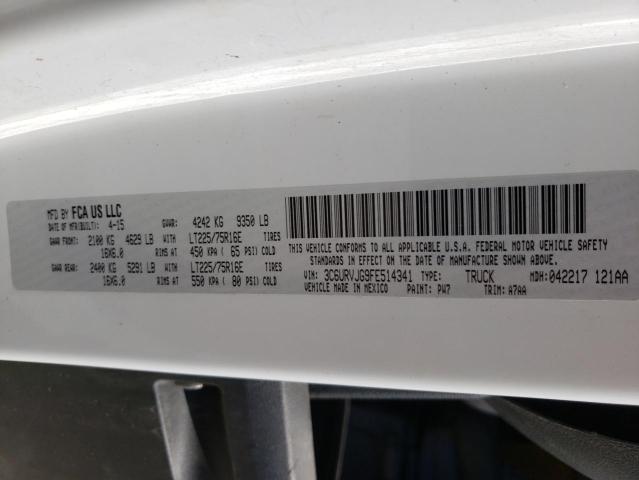 MFD BY FCA US LLC
DATE OF MFR(BUILT): 4-15 GVWR: 4242 KG 9350 LB
GAWR FRONT: 2100 KG 4629 LB WITH LT225/75R16E TIRES
16X6.0 RIMS AT 450 KPA ( 65 PSI) COLD
GAWR REAR: 2400 KG 5291 LB WITH LT225/75R16E TIRES
16X6.0 RIMS AT 550 KPA ( 80 PSI) COLD
THIS VEHICLE CONFORMS TO ALL APPLICABLE U.S.A. FEDERAL MOTOR VEHICLE SAFETY
STANDARDS IN EFFECT ON THE DATE OF MANUFACTURE SHOWN ABOVE.
VIN: 3C6URVJG9FE514341 TYPE: TRUCK MDH: 042217 121AA
VEHICLE MADE IN MEXICO PAINT: PW7 TRIM: A7AA